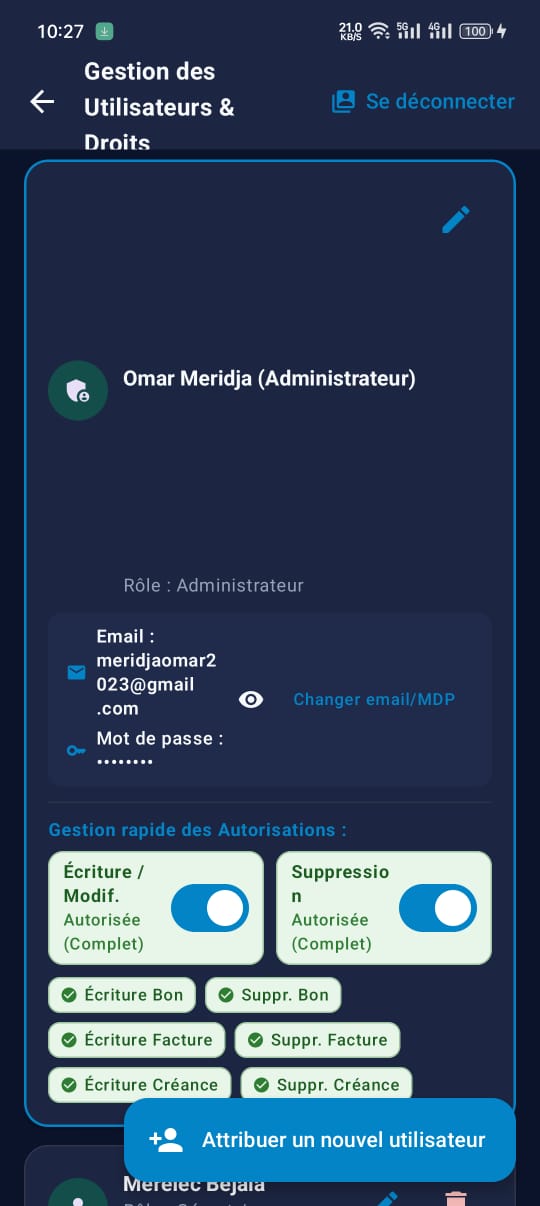 10:27
21.0 KB/S 5G 4G 100
Gestion des
Utilisateurs &
Droits
Se déconnecter
Omar Meridja (Administrateur)
Rôle : Administrateur
Email :
meridjaomar2
023@gmail
.com
Changer email/MDP
Mot de passe :
••••••••
Gestion rapide des Autorisations :
Écriture /
Modif.
Autorisée
(Complet)
Suppressio
n
Autorisée
(Complet)
Écriture Bon
Suppr. Bon
Écriture Facture
Suppr. Facture
Écriture Créance
Suppr. Créance
Attribuer un nouvel utilisateur
Merelec Bejaia